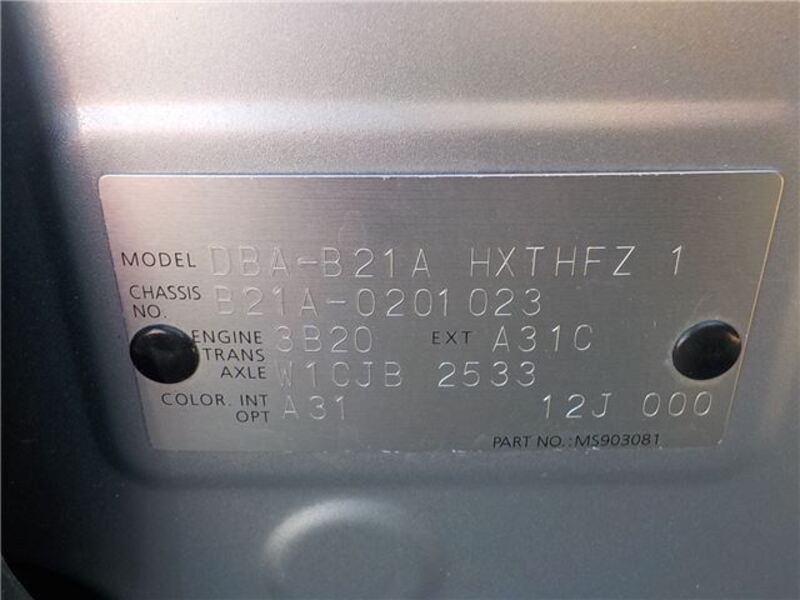 MODEL DBA-B21A HXTHFZ 1
CHASSIS NO. B21A-0201023
ENGINE 3B20 EXT A31C
TRANS AXLE W1CJB 2533
COLOR. INT OPT A31 12J 000
PART NO.:MS903081